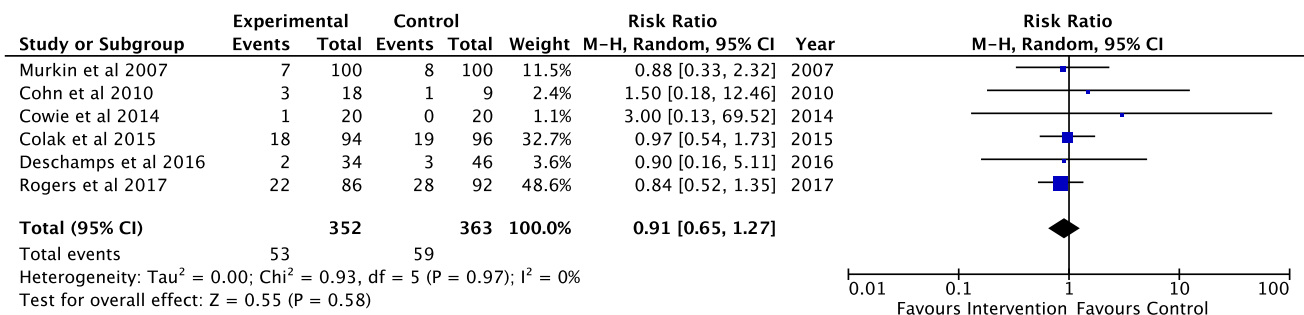 Experimental Control Risk Ratio Risk Ratio
Study or Subgroup Events Total Events Total Weight M-H, Random, 95% CI Year M-H, Random, 95% CI
Murkin et al 2007 7 100 8 100 11.5% 0.88 [0.33, 2.32] 2007
Cohn et al 2010 3 18 1 9 2.4% 1.50 [0.18, 12.46] 2010
Cowie et al 2014 1 20 0 20 1.1% 3.00 [0.13, 69.52] 2014
Colak et al 2015 18 94 19 96 32.7% 0.97 [0.54, 1.73] 2015
Deschamps et al 2016 2 34 3 46 3.6% 0.90 [0.16, 5.11] 2016
Rogers et al 2017 22 86 28 92 48.6% 0.84 [0.52, 1.35] 2017
Total (95% CI) 352 363 100.0% 0.91 [0.65, 1.27]
Total events 53 59
Heterogeneity: Tau² = 0.00; Chi² = 0.93, df = 5 (P = 0.97); I² = 0%
Test for overall effect: Z = 0.55 (P = 0.58)
0.01 0.1 1 10 100
Favours Intervention Favours Control